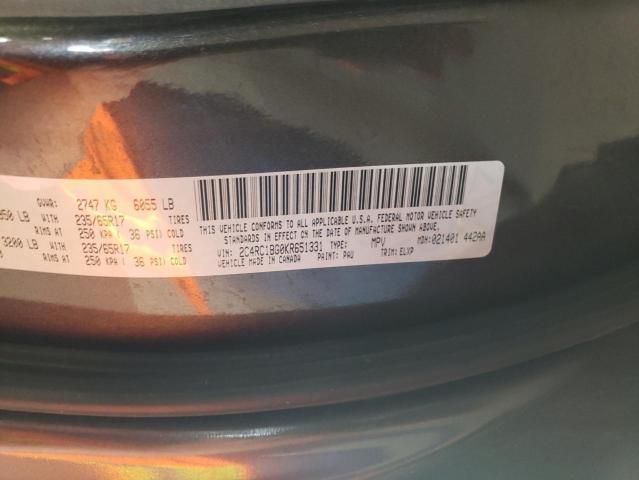 GVWR: 2747 KG 6055 LB
LB WITH 235/65R17 TIRES
RIMS AT 250 KPA ( 36 PSI) COLD
3200 LB WITH 235/65R17 TIRES
RIMS AT 250 KPA ( 36 PSI) COLD
THIS VEHICLE CONFORMS TO ALL APPLICABLE U.S.A. FEDERAL MOTOR VEHICLE SAFETY
STANDARDS IN EFFECT ON THE DATE OF MANUFACTURE SHOWN ABOVE.
VIN: 2C4RC1BG0KR651331 TYPE: MPV MDH:021401 442AA
VEHICLE MADE IN CANADA PAINT: PAU TRIM: ELXP